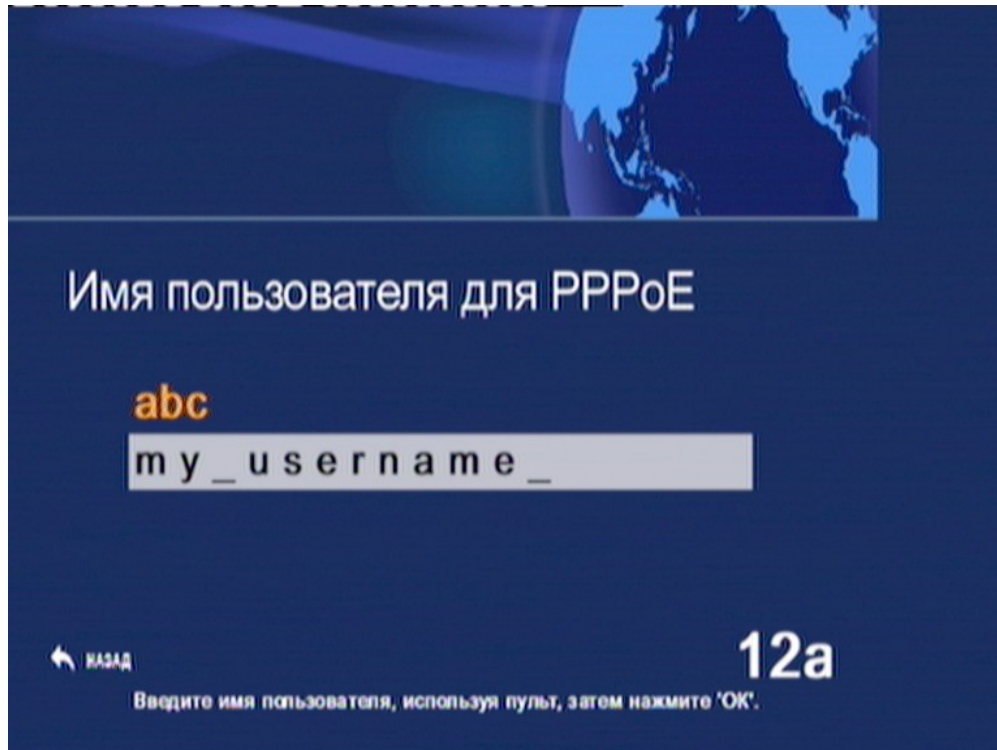 Имя пользователя для PPPoE
abc
my_username_
НАЗАД
12a
Введите имя пользователя, используя пульт, затем нажмите 'OK'.